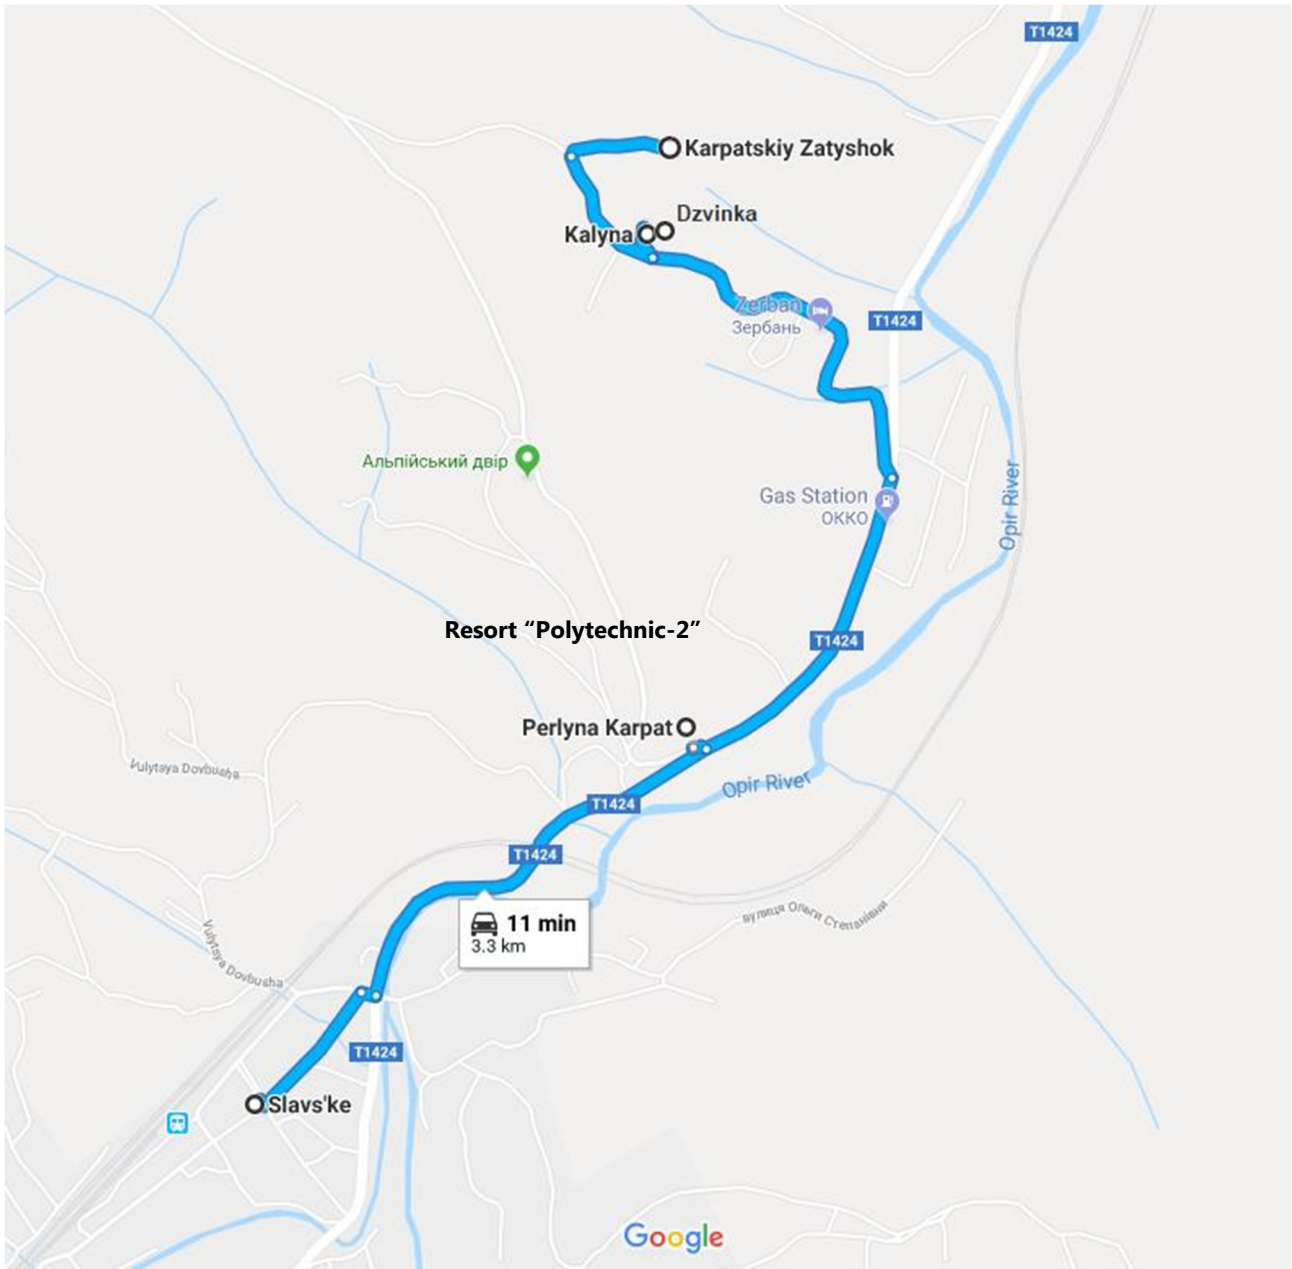 T1424
Karpatskiy Zatyshok
Dzvinka
Kalyna
Zerban
Зербань
T1424
Альпійський двір
Gas Station
ОККО
Opir River
Resort “Polytechnic-2”
T1424
Perlyna Karpat
Vulytsya Dovbusha
Opir River
T1424
T1424
11 min
3.3 km
вулиця Ольги Степанівни
Vulytsya Dovbusha
T1424
Slavs'ke
Google